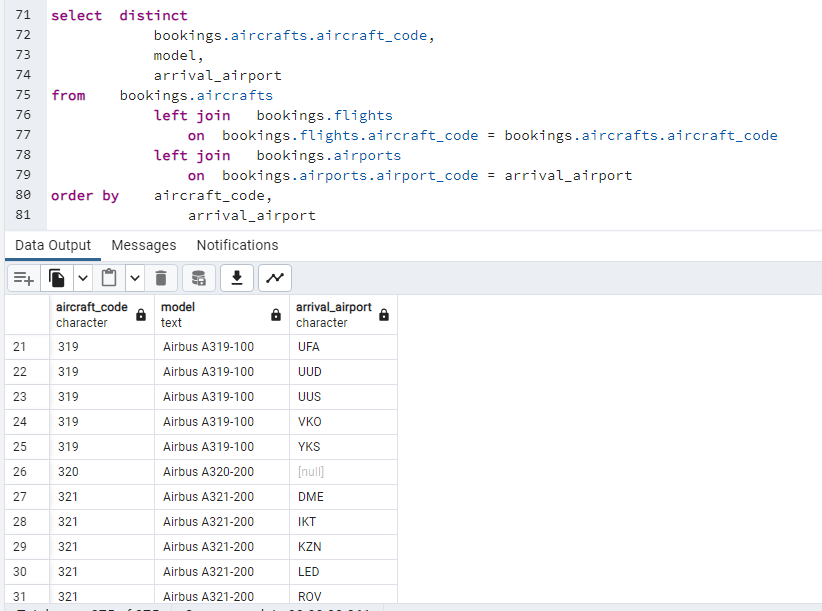 71 select distinct
72 bookings.aircrafts.aircraft_code,
73 model,
74 arrival_airport
75 from bookings.aircrafts
76 left join bookings.flights
77 on bookings.flights.aircraft_code = bookings.aircrafts.aircraft_code
78 left join bookings.airports
79 on bookings.airports.airport_code = arrival_airport
80 order by aircraft_code,
81 arrival_airport
Data Output Messages Notifications
aircraft_code model arrival_airport
character text character
21 319 Airbus A319-100 UFA
22 319 Airbus A319-100 UUD
23 319 Airbus A319-100 UUS
24 319 Airbus A319-100 VKO
25 319 Airbus A319-100 YKS
26 320 Airbus A320-200 [null]
27 321 Airbus A321-200 DME
28 321 Airbus A321-200 IKT
29 321 Airbus A321-200 KZN
30 321 Airbus A321-200 LED
31 321 Airbus A321-200 ROV